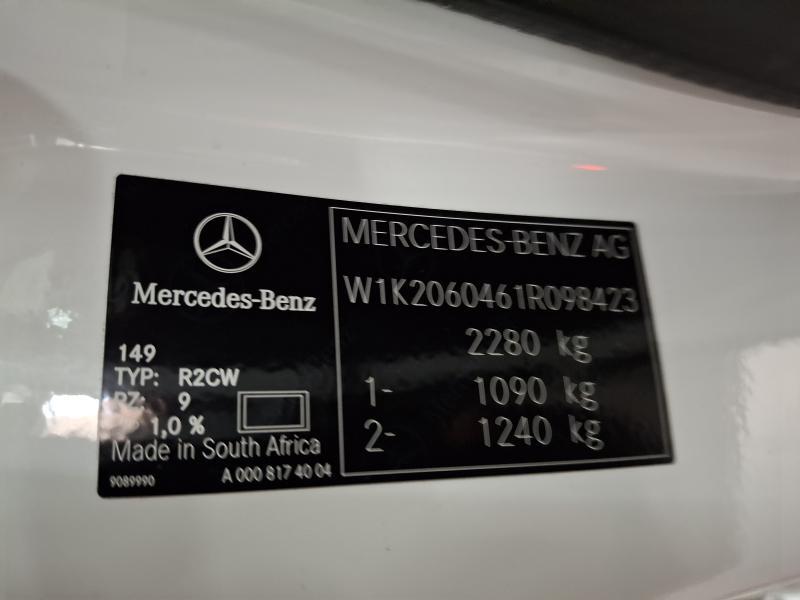 Mercedes-Benz
149
TYP: R2CW
PZ: 9
1,0 %
Made in South Africa
9089990 A 000 817 40 04
MERCEDES-BENZ AG
W1K2060461R098423
2280 kg
1- 1090 kg
2- 1240 kg